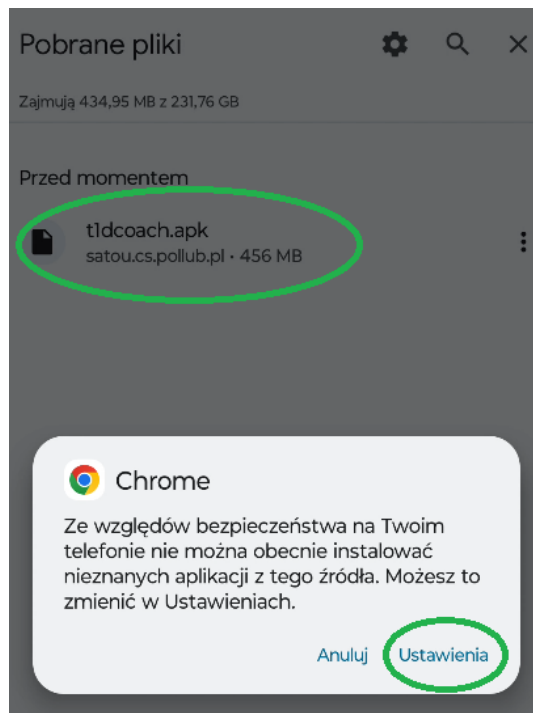 Pobrane pliki
Zajmują 434,95 MB z 231,76 GB
Przed momentem
t1dcoach.apk
satou.cs.pollub.pl • 456 MB
Chrome
Ze względów bezpieczeństwa na Twoim
telefonie nie można obecnie instalować
nieznanych aplikacji z tego źródła. Możesz to
zmienić w Ustawieniach.
Anuluj Ustawienia